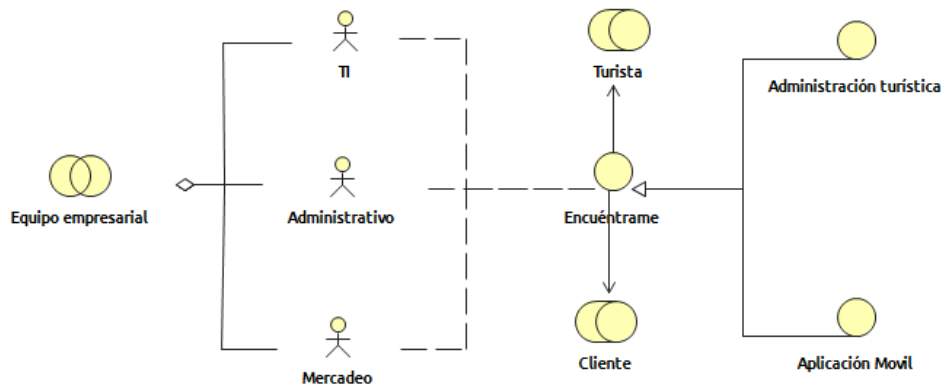 TI
Turista
Administración turística
Equipo empresarial
Administrativo
Encuéntrame
Mercadeo
Cliente
Aplicación Movil